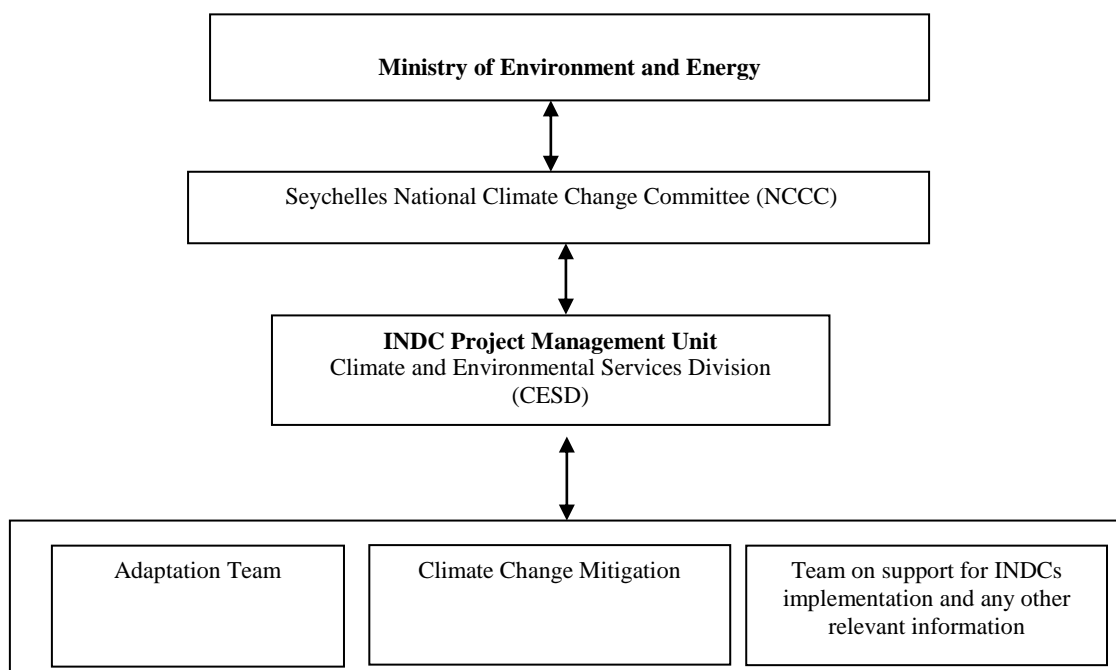 Ministry of Environment and Energy
Seychelles National Climate Change Committee (NCCC)
INDC Project Management Unit
Climate and Environmental Services Division
(CESD)
Adaptation Team
Climate Change Mitigation
Team on support for INDCs
implementation and any other
relevant information